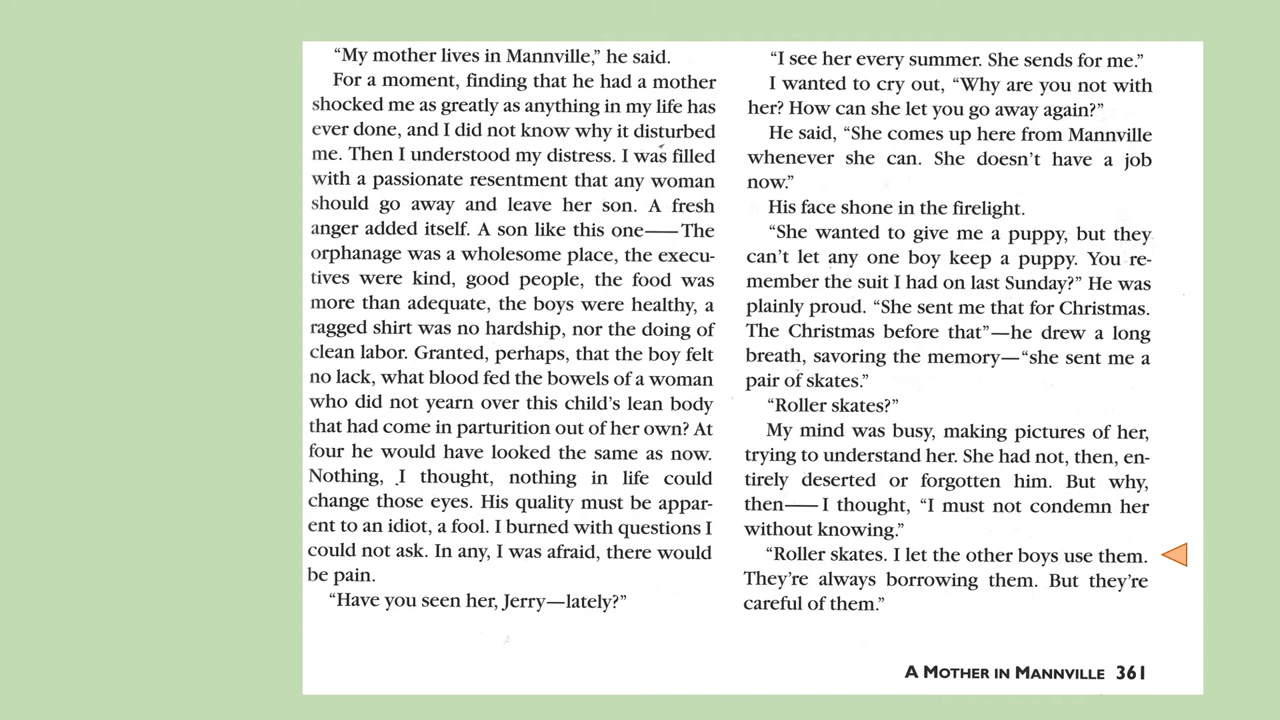 “My mother lives in Mannville,” he said.
For a moment, finding that he had a mother
shocked me as greatly as anything in my life has
ever done, and I did not know why it disturbed
me. Then I understood my distress. I was filled
with a passionate resentment that any woman
should go away and leave her son. A fresh
anger added itself. A son like this one——The
orphanage was a wholesome place, the execu-
tives were kind, good people, the food was
more than adequate, the boys were healthy, a
ragged shirt was no hardship, nor the doing of
clean labor. Granted, perhaps, that the boy felt
no lack, what blood fed the bowels of a woman
who did not yearn over this child’s lean body
that had come in parturition out of her own? At
four he would have looked the same as now.
Nothing, I thought, nothing in life could
change those eyes. His quality must be appar-
ent to an idiot, a fool. I burned with questions I
could not ask. In any, I was afraid, there would
be pain.
“Have you seen her, Jerry—lately?”
“I see her every summer. She sends for me.”
I wanted to cry out, “Why are you not with
her? How can she let you go away again?”
He said, “She comes up here from Mannville
whenever she can. She doesn’t have a job
now.”
His face shone in the firelight.
“She wanted to give me a puppy, but they
can’t let any one boy keep a puppy. You re-
member the suit I had on last Sunday?” He was
plainly proud. “She sent me that for Christmas.
The Christmas before that”—he drew a long
breath, savoring the memory—“she sent me a
pair of skates.”
“Roller skates?”
My mind was busy, making pictures of her,
trying to understand her. She had not, then, en-
tirely deserted or forgotten him. But why,
then——I thought, “I must not condemn her
without knowing.”
“Roller skates. I let the other boys use them.
They’re always borrowing them. But they’re
careful of them.”
A MOTHER IN MANNVILLE 361